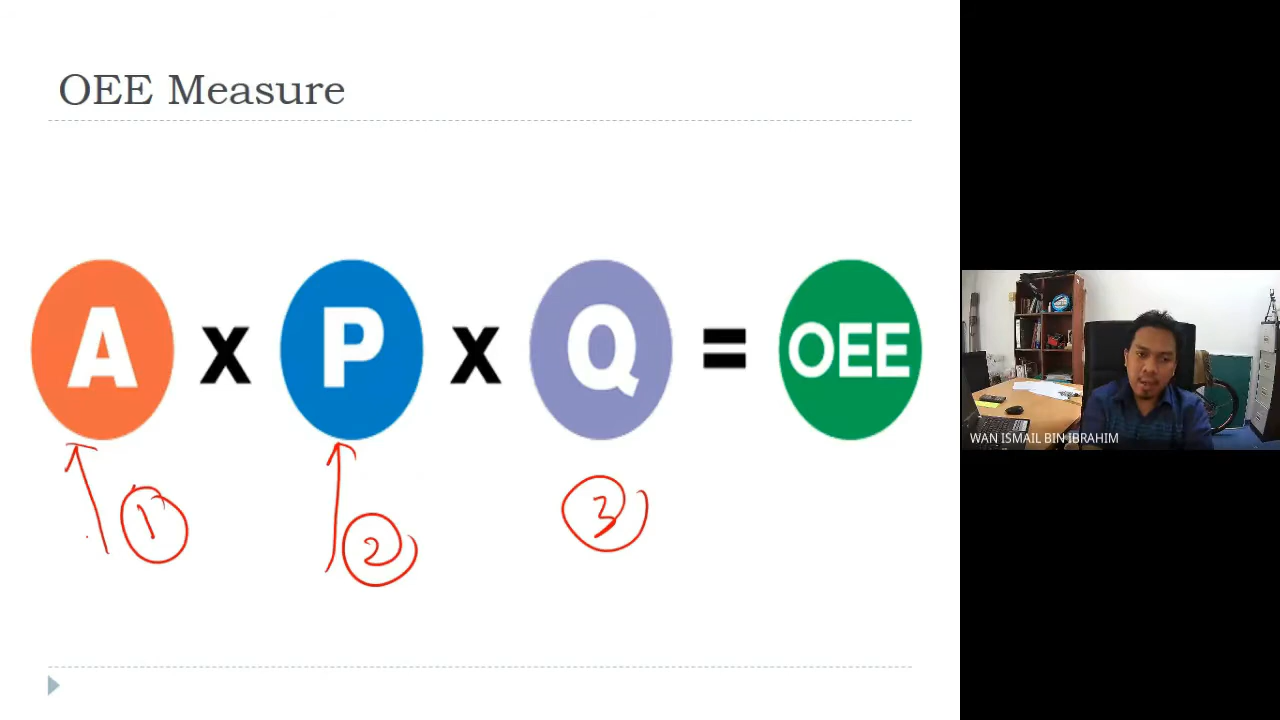 OEE Measure
A x P x Q = OEE
1 2 3
WAN ISMAIL BIN IBRAHIM